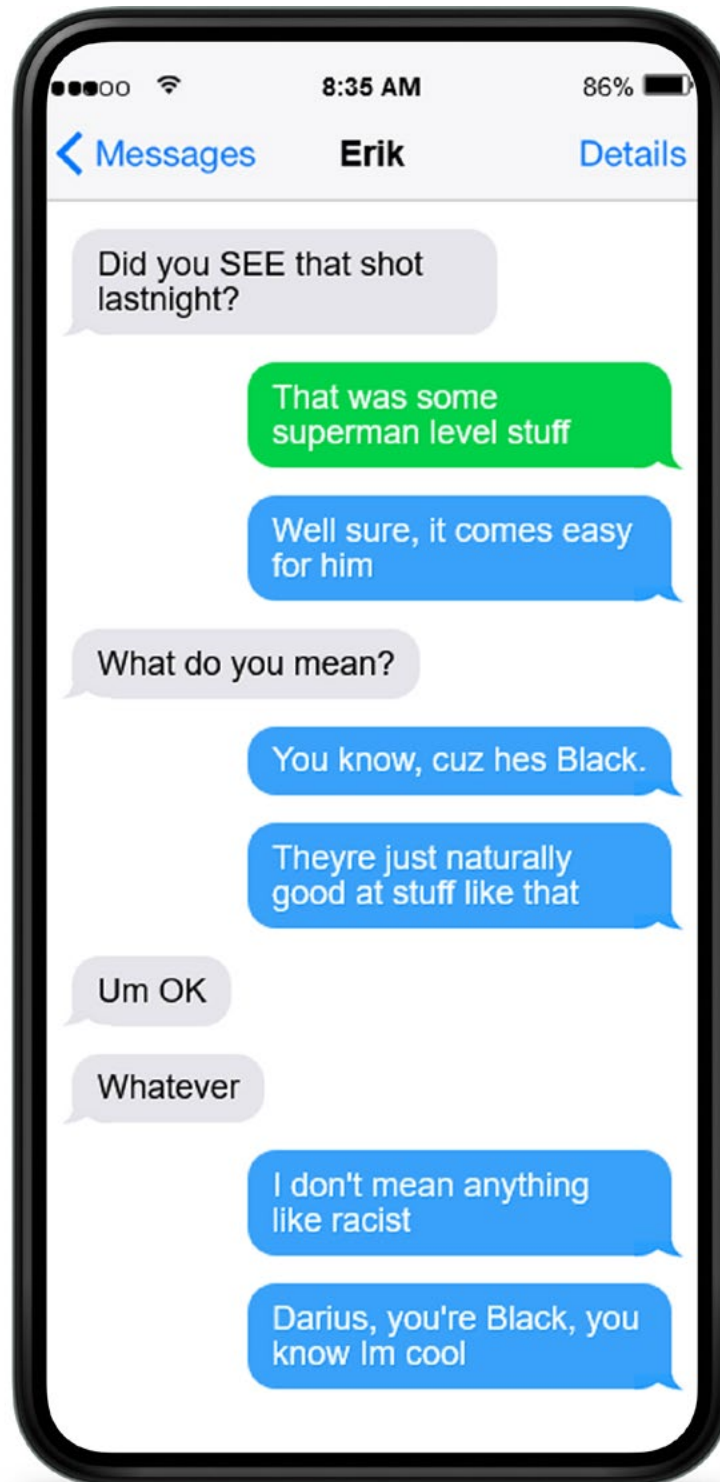 8:35 AM
86%
Messages
Erik
Details
Did you SEE that shot
lastnight?
That was some
superman level stuff
Well sure, it comes easy
for him
What do you mean?
You know, cuz hes Black.
Theyre just naturally
good at stuff like that
Um OK
Whatever
I don't mean anything
like racist
Darius, you're Black, you
know Im cool